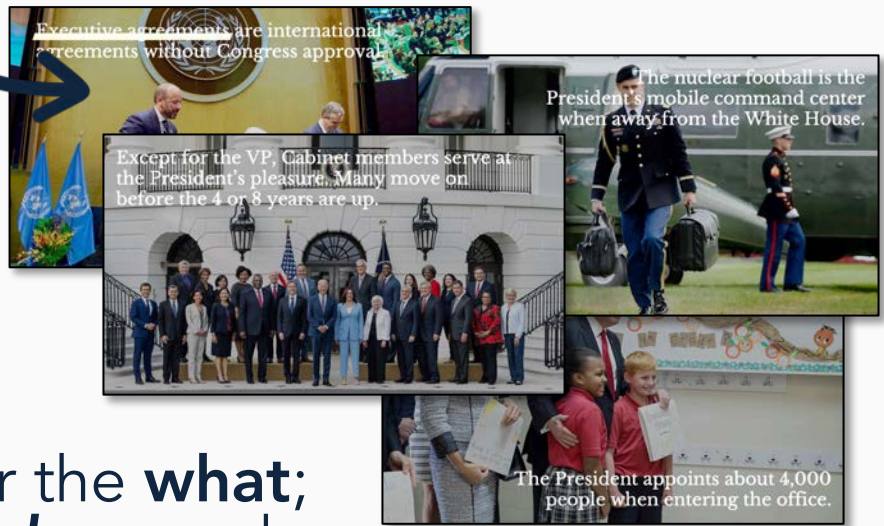 Executive agreements are international
agreements without Congress approval.
The nuclear football is the
President's mobile command center
when away from the White House.
Except for the VP, Cabinet members serve at
the President's pleasure. Many move on
before the 4 or 8 years are up.
The President appoints about 4,000
people when entering the office.
r the what;